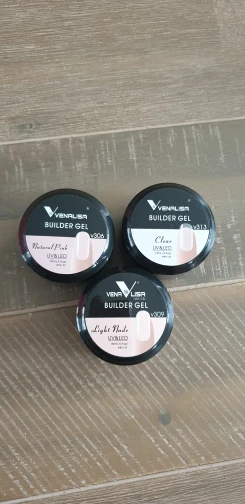 VENALISA
BUILDER GEL
V306
Natural Pink
UV&LED
VENALISA
BUILDER GEL
V313
Clear
UV&LED
VENALISA
BUILDER GEL
V309
Light Nude
UV&LED